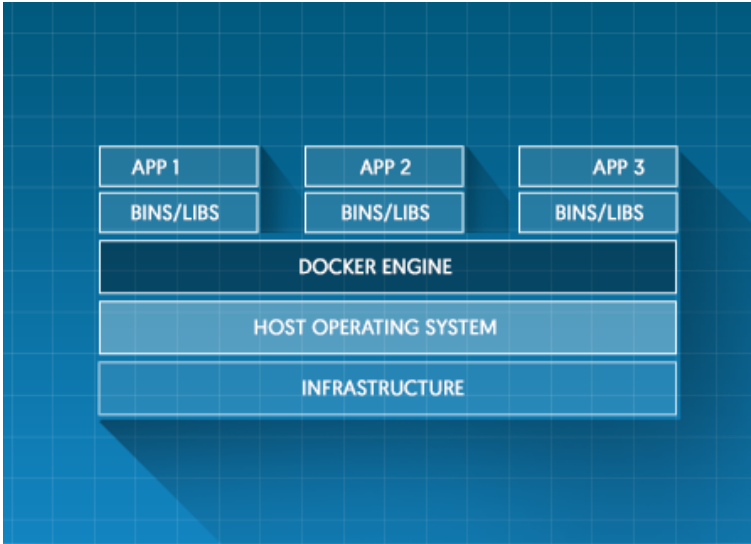 APP 1
APP 2
APP 3
BINS/LIBS
BINS/LIBS
BINS/LIBS
DOCKER ENGINE
HOST OPERATING SYSTEM
INFRASTRUCTURE